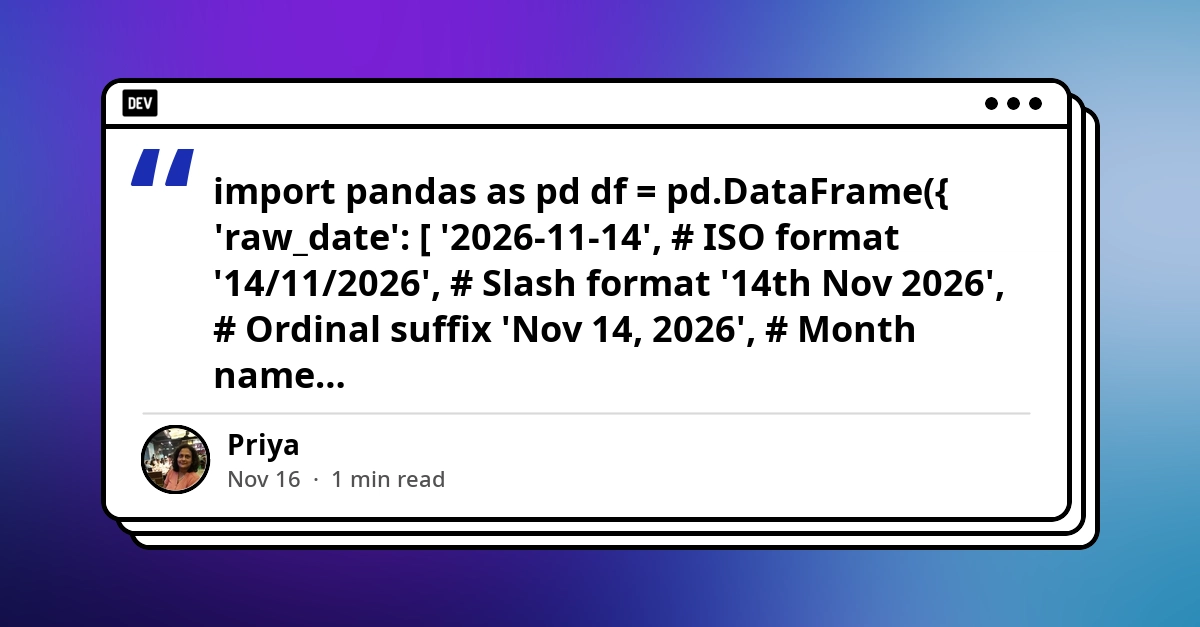 DEV
import pandas as pd df = pd.DataFrame({
'raw_date': [ '2026-11-14', # ISO format
'14/11/2026', # Slash format '14th Nov 2026',
# Ordinal suffix 'Nov 14, 2026', # Month
name...
Priya
Nov 16 · 1 min read